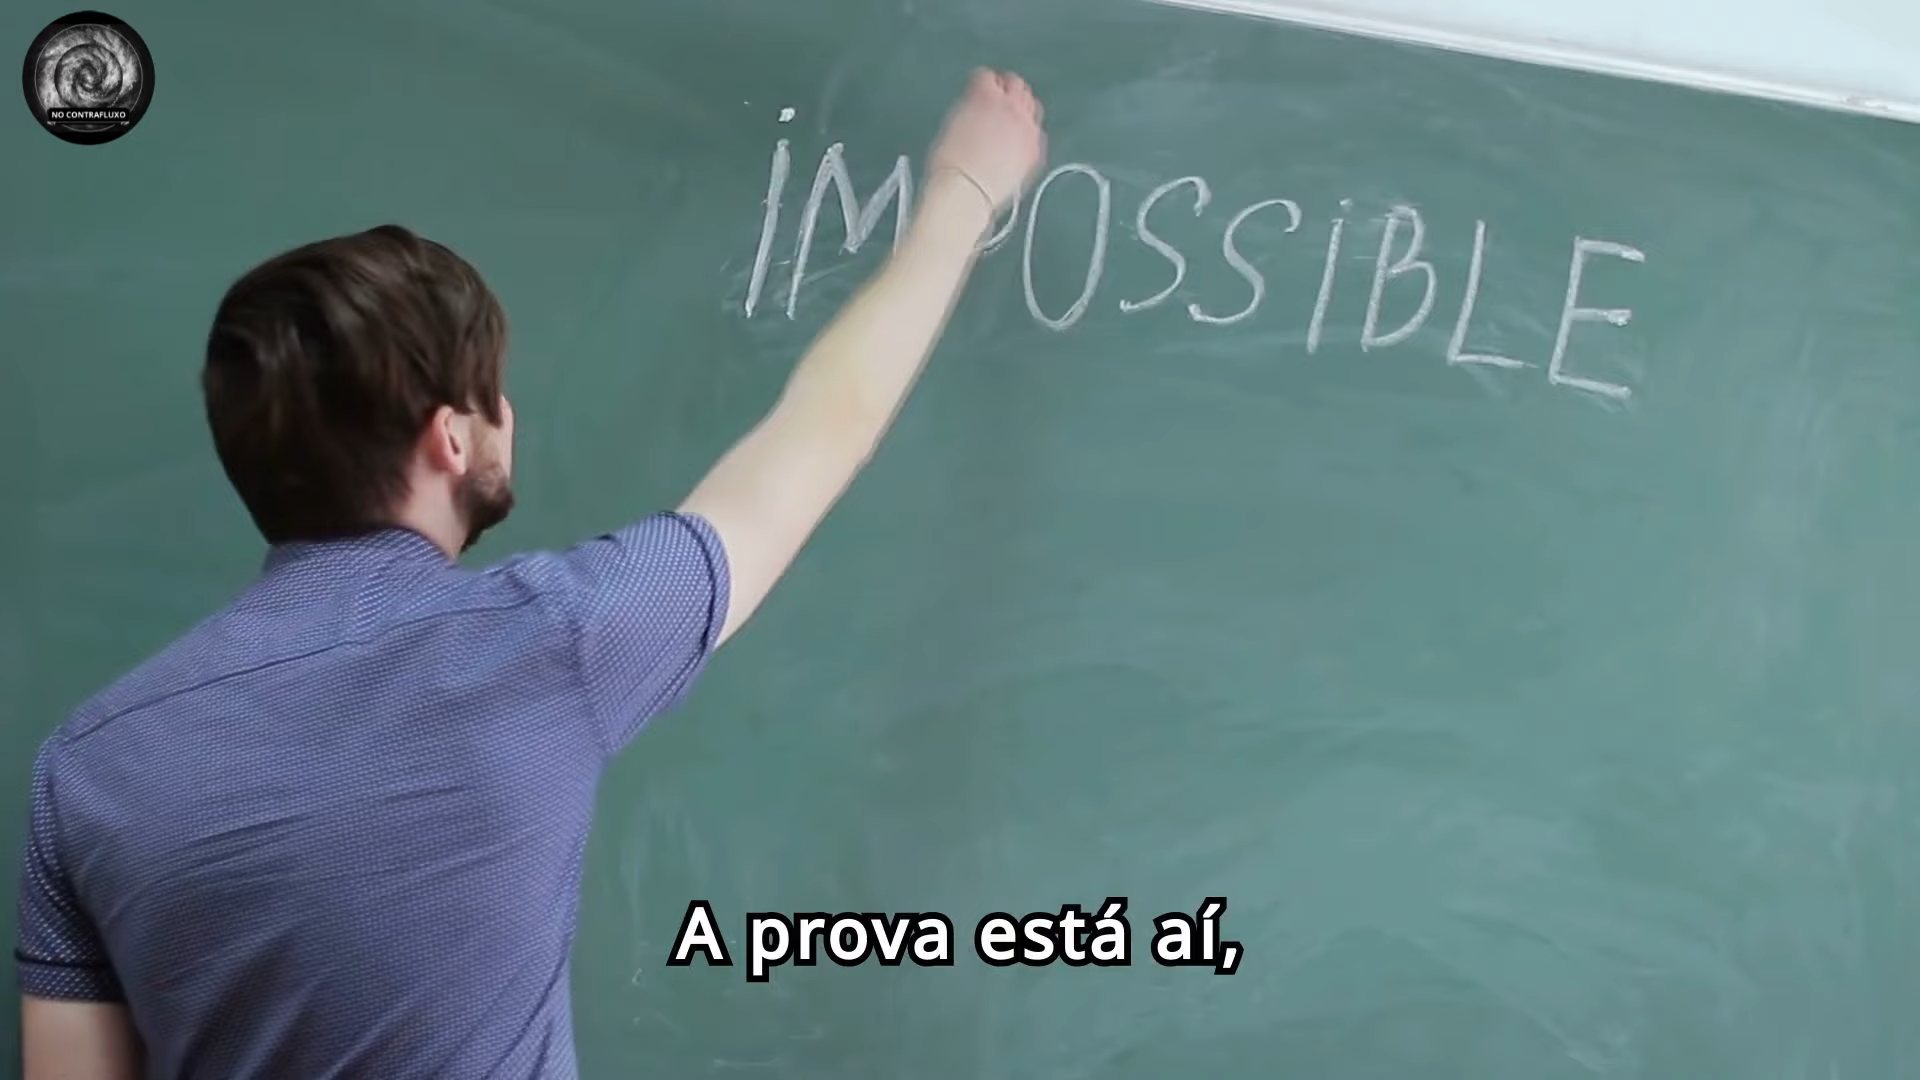 NO CONTRAFLUXO
IMPOSSIBLE
A prova está aí,